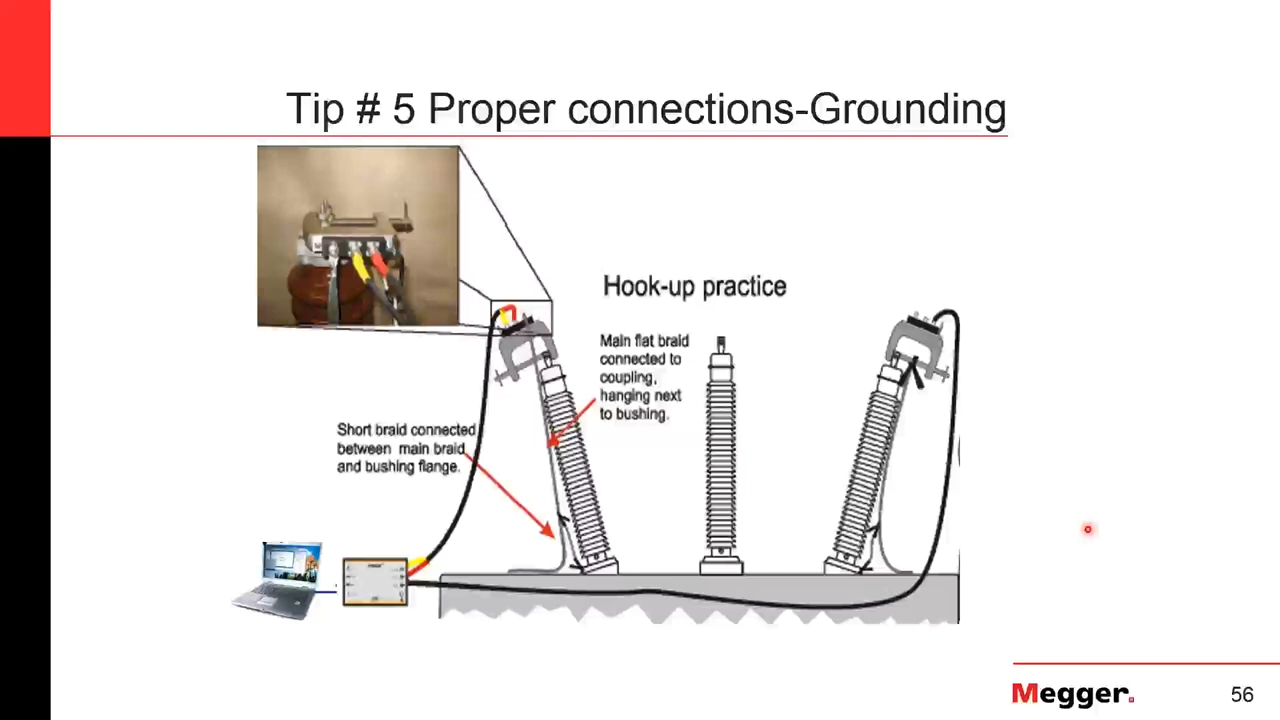 Tip # 5 Proper connections-Grounding
Hook-up practice
Main flat braid
connected to
coupling,
hanging next
to bushing.
Short braid connected
between main braid
and bushing flange.
Megger.
56